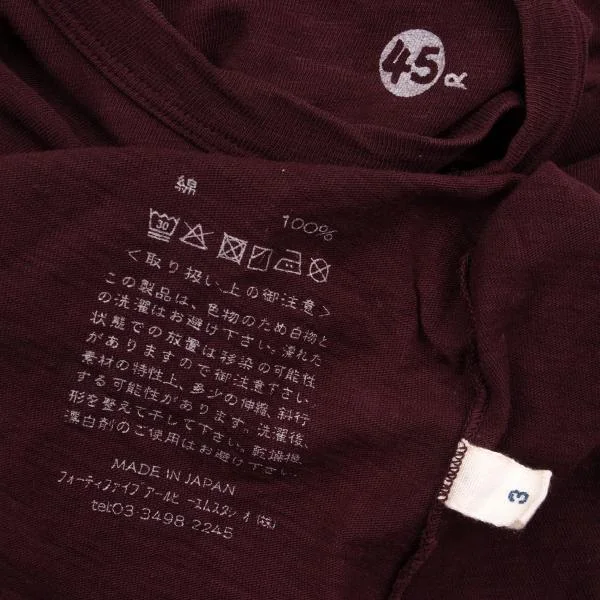 45
R
綿 100%
30
<取り扱い上の御注意>
この製品は、色物のため白物と
の洗濯はお避け下さい。濡れた
状態での放置は移染の可能性
がありますので御注意下さい
素材の特性上、多少の伸縮、斜行
する可能性があります。洗濯後、
形を整えて干して下さい。乾燥機、
漂白剤のご使用はお避け下さい。
MADE IN JAPAN
フォーティファイブアールピーエムスタジオ(株)
tel:03 3498 2245
3